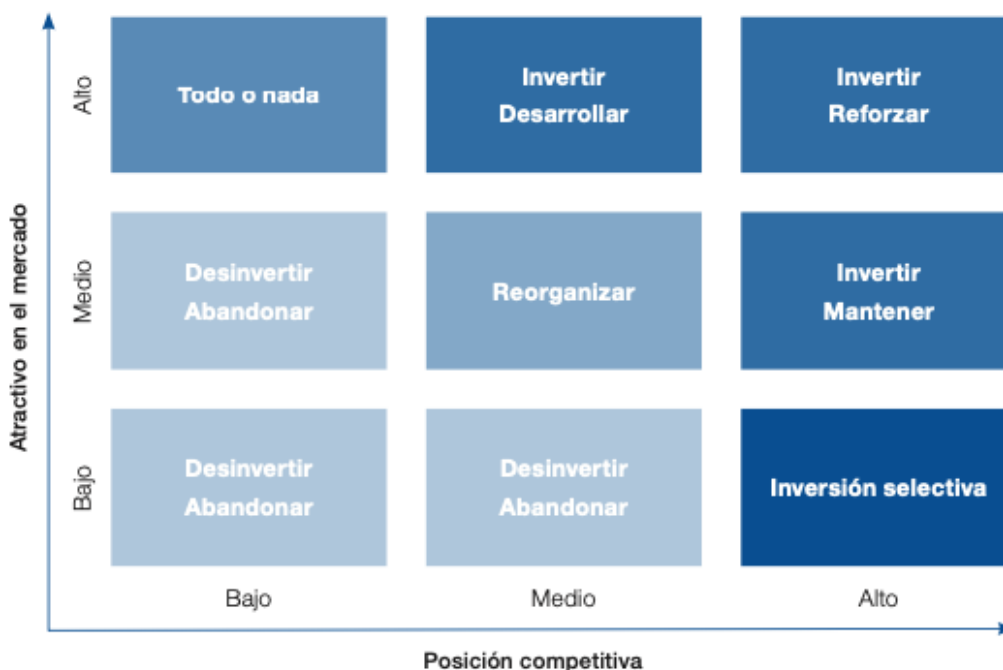 Atractivo en el mercado
Alto
Todo o nada
Invertir
Desarrollar
Invertir
Reforzar
Medio
Desinvertir
Abandonar
Reorganizar
Invertir
Mantener
Bajo
Desinvertir
Abandonar
Desinvertir
Abandonar
Inversión selectiva
Bajo
Medio
Alto
Posición competitiva